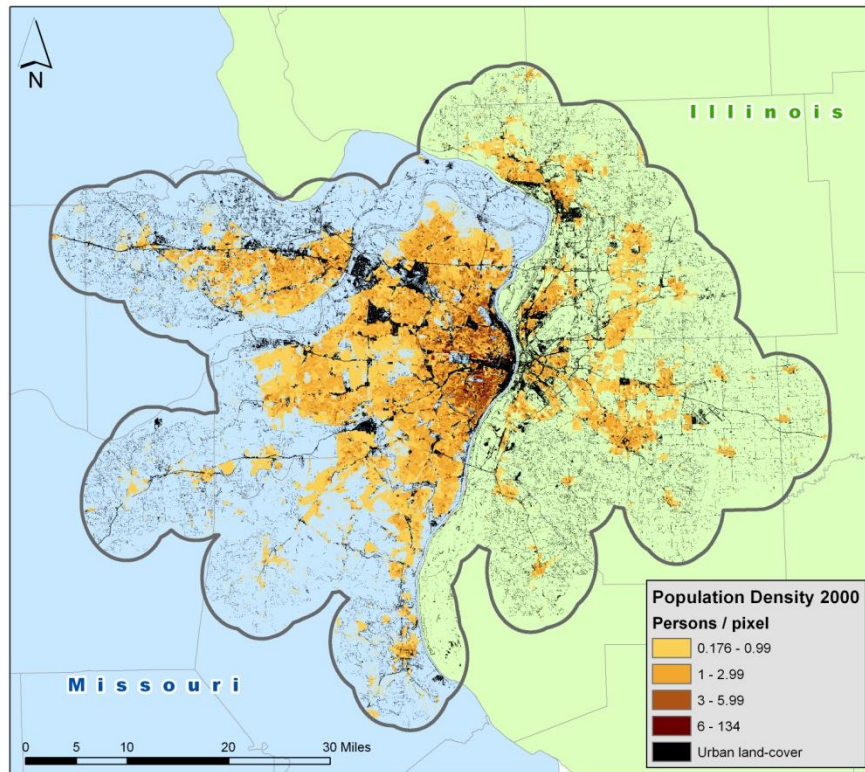 N
Illinois
Missouri
Population Density 2000
Persons / pixel
0.176 - 0.99
1 - 2.99
3 - 5.99
6 - 134
Urban land-cover
0 5 10 20 30 Miles